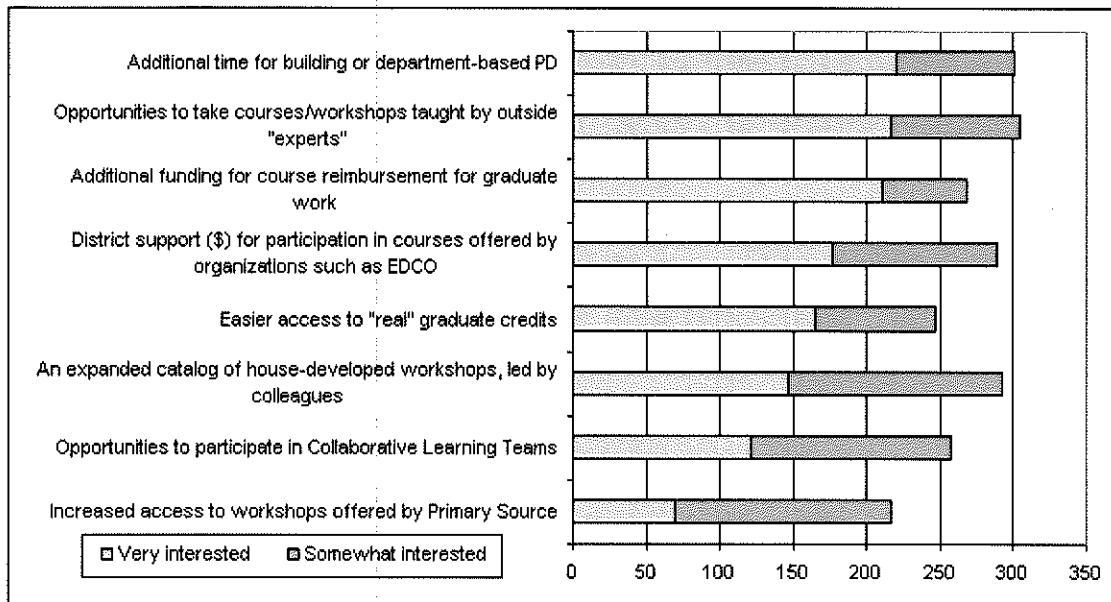 Additional time for building or department-based PD
Opportunities to take courses/workshops taught by outside
"experts"
Additional funding for course reimbursement for graduate
work
District support ($) for participation in courses offered by
organizations such as EDCO
Easier access to "real" graduate credits
An expanded catalog of house-developed workshops, led by
colleagues
Opportunities to participate in Collaborative Learning Teams
Increased access to workshops offered by Primary Source
Very interested Somewhat interested
0 50 100 150 200 250 300 350